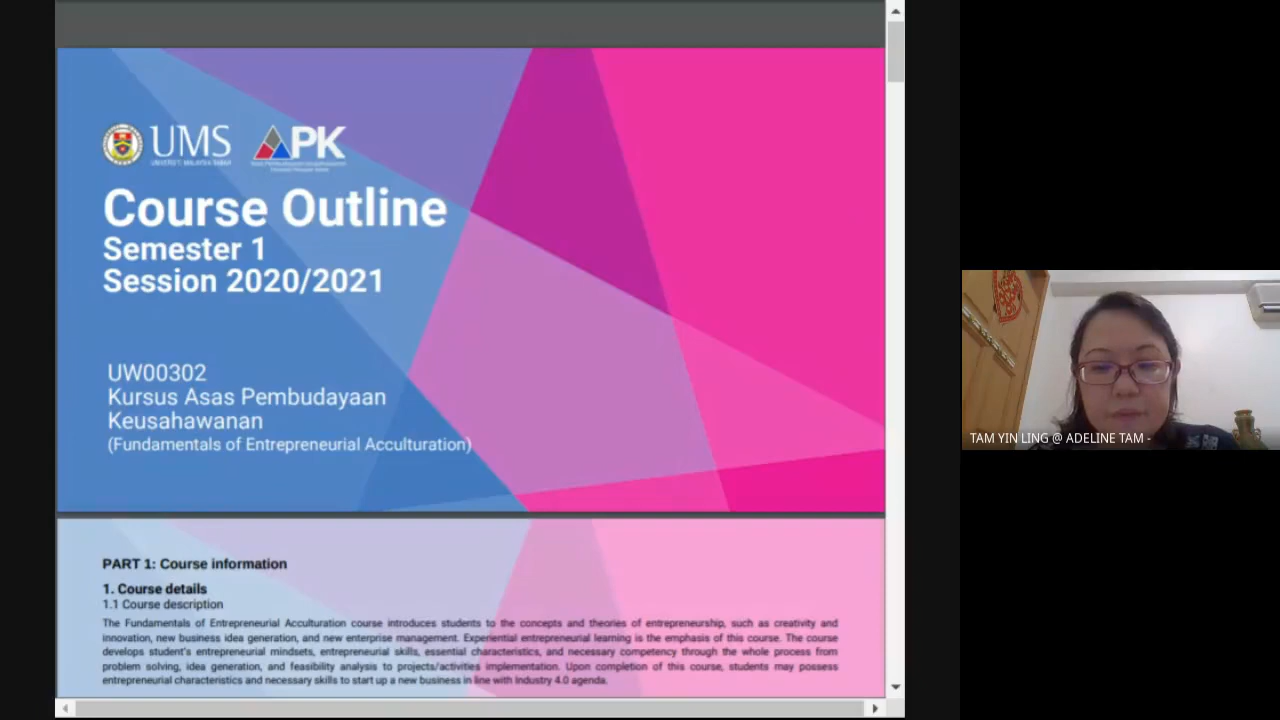 UMS
UNIVERSITI MALAYSIA SABAH
APK
Course Outline
Semester 1
Session 2020/2021
UW00302
Kursus Asas Pembudayaan
Keusahawanan
(Fundamentals of Entrepreneurial Acculturation)
PART 1: Course information
1. Course details
1.1 Course description
The Fundamentals of Entrepreneurial Acculturation course introduces students to the concepts and theories of entrepreneurship, such as creativity and
innovation, new business idea generation, and new enterprise management. Experiential entrepreneurial learning is the emphasis of this course. The course
develops student's entrepreneurial mindsets, entrepreneurial skills, essential characteristics, and necessary competency through the whole process from
problem solving, idea generation, and feasibility analysis to projects/activities implementation. Upon completion of this course, students may possess
entrepreneurial characteristics and necessary skills to start up a new business in line with Industry 4.0 agenda.
TAM YIN LING @ ADELINE TAM -